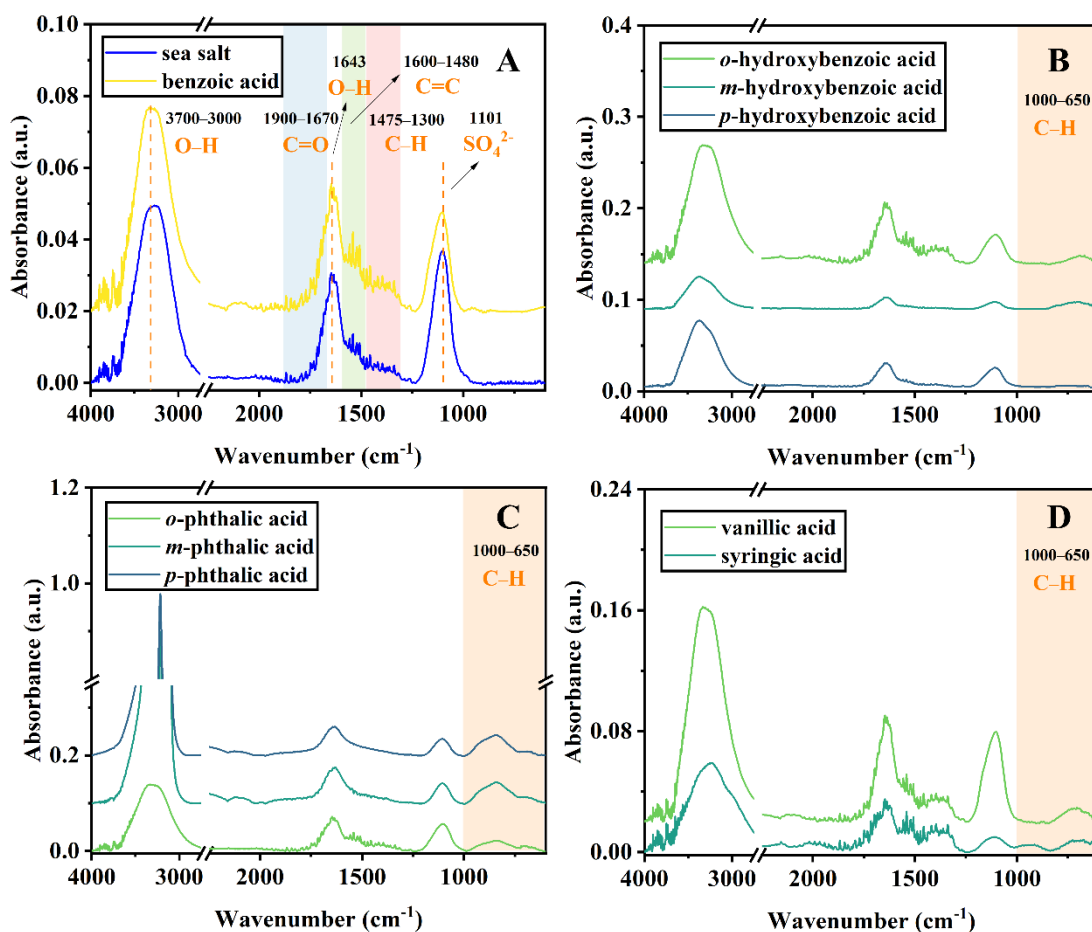 A
sea salt
benzoic acid
3700–3000
O–H
1900–1670
C=O
1643
O–H
1600–1480
C=C
1475–1300
C–H
1101
SO₄²⁻
0.10
0.08
0.06
0.04
0.02
0.00
Absorbance (a.u.)
4000 3000 2000 1500 1000
Wavenumber (cm⁻¹)
B
o-hydroxybenzoic acid
m-hydroxybenzoic acid
p-hydroxybenzoic acid
1000–650
C–H
0.4
0.3
0.2
0.1
0.0
Absorbance (a.u.)
4000 3000 2000 1500 1000
Wavenumber (cm⁻¹)
C
o-phthalic acid
m-phthalic acid
p-phthalic acid
1000–650
C–H
1.2
1.0
0.2
0.0
Absorbance (a.u.)
4000 3000 2000 1500 1000
Wavenumber (cm⁻¹)
D
vanillic acid
syringic acid
1000–650
C–H
0.24
0.16
0.08
0.00
Absorbance (a.u.)
4000 3000 2000 1500 1000
Wavenumber (cm⁻¹)